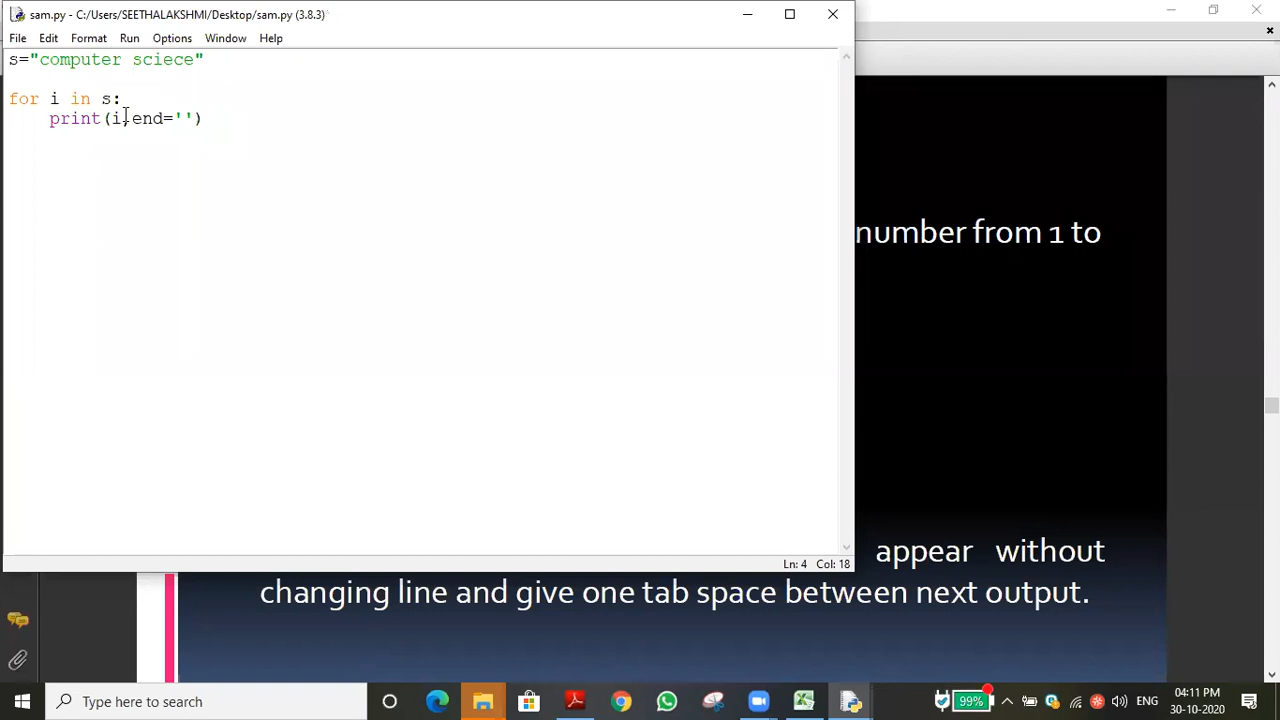 sam.py - C:/Users/SEETHALAKSHMI/Desktop/sam.py (3.8.3)*
File Edit Format Run Options Window Help
s="computer sciece"
for i in s:
print(i,end='')
number from 1 to
appear without
changing line and give one tab space between next output.
Ln: 4 Col: 18
Type here to search
99%
ENG
04:11 PM
30-10-2020